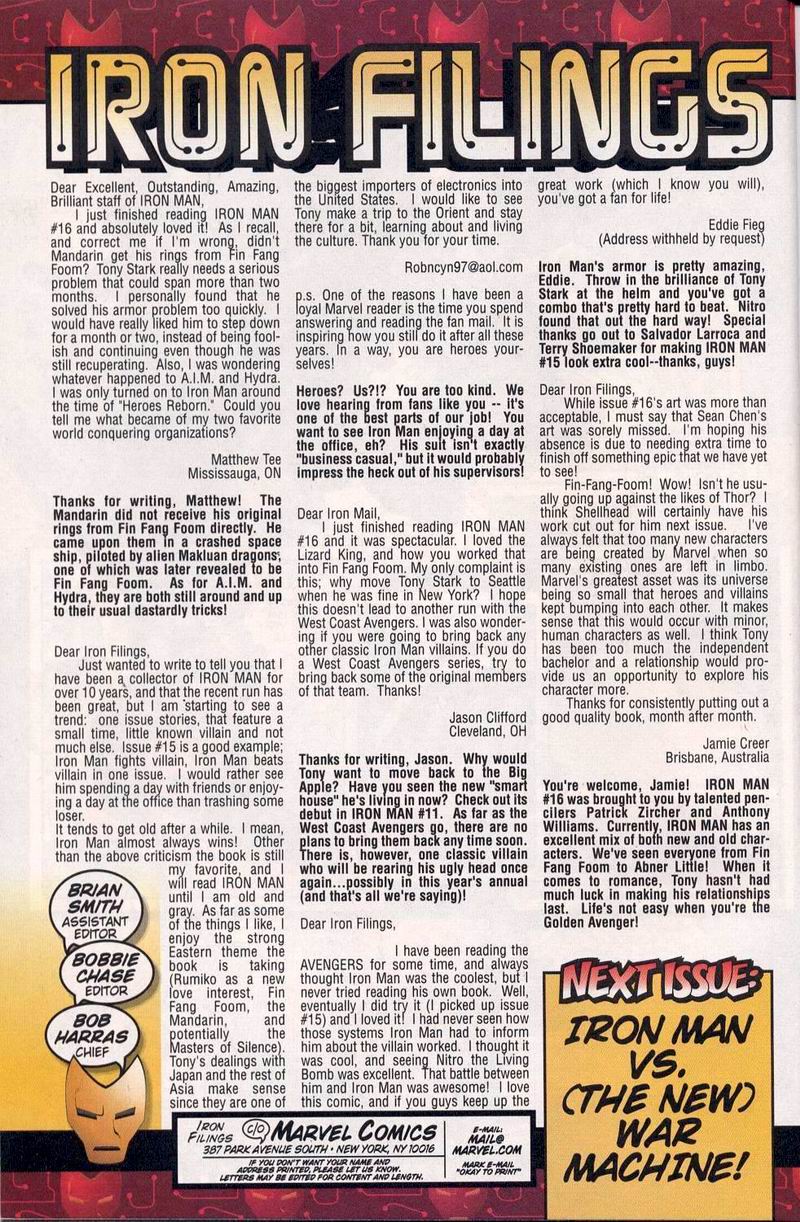 IRON FILINGS
Dear Excellent, Outstanding, Amazing,
Brilliant staff of IRON MAN,
I just finished reading IRON MAN
#16 and absolutely loved it! As I recall,
and correct me if I'm wrong, didn't
Mandarin get his rings from Fin Fang
Foom? Tony Stark really needs a serious
problem that could span more than two
months. I personally found that he
solved his armor problem too quickly. I
would have really liked him to step down
for a month or two, instead of being fool-
ish and continuing even though he was
still recuperating. Also, I was wondering
whatever happened to A.I.M. and Hydra.
I was only turned on to Iron Man around
the time of "Heroes Reborn." Could you
tell me what became of my two favorite
world conquering organizations?
Matthew Tee
Mississauga, ON
Thanks for writing, Matthew! The
Mandarin did not receive his original
rings from Fin Fang Foom directly. He
came upon them in a crashed space
ship, piloted by alien Makluan dragons,
one of which was later revealed to be
Fin Fang Foom. As for A.I.M. and
Hydra, they are both still around and up
to their usual dastardly tricks!
Dear Iron Filings,
Just wanted to write to tell you that I
have been a collector of IRON MAN for
over 10 years, and that the recent run has
been great, but I am starting to see a
trend: one issue stories, that feature a
small time, little known villain and not
much else. Issue #15 is a good example;
Iron Man fights villain, Iron Man beats
villain in one issue. I would rather see
him spending a day with friends or enjoy-
ing a day at the office than trashing some
loser.
It tends to get old after a while. I mean,
Iron Man almost always wins! Other
than the above criticism the book is still
my favorite, and I
will read IRON MAN
until I am old and
gray. As far as some
of the things I like, I
enjoy the strong
Eastern theme the
book is taking
(Rumiko as a new
love interest, Fin
Fang Foom, the
Mandarin, and
potentially the
Masters of Silence).
Tony's dealings with
Japan and the rest of
Asia make sense
since they are one of
the biggest importers of electronics into
the United States. I would like to see
Tony make a trip to the Orient and stay
there for a bit, learning about and living
the culture. Thank you for your time.
Robncyn97@aol.com
p.s. One of the reasons I have been a
loyal Marvel reader is the time you spend
answering and reading the fan mail. It is
inspiring how you still do it after all these
years. In a way, you are heroes your-
selves!
Heroes? Us?!? You are too kind. We
love hearing from fans like you -- it's
one of the best parts of our job! You
want to see Iron Man enjoying a day at
the office, eh? His suit isn't exactly
"business casual," but it would probably
impress the heck out of his supervisors!
Dear Iron Mail,
I just finished reading IRON MAN
#16 and it was spectacular. I loved the
Lizard King, and how you worked that
into Fin Fang Foom. My only complaint is
this; why move Tony Stark to Seattle
when he was fine in New York? I hope
this doesn't lead to another run with the
West Coast Avengers. I was also wonder-
ing if you were going to bring back any
other classic Iron Man villains. If you do
a West Coast Avengers series, try to
bring back some of the original members
of that team. Thanks!
Jason Clifford
Cleveland, OH
Thanks for writing, Jason. Why would
Tony want to move back to the Big
Apple? Have you seen the new "smart
house" he's living in now? Check out its
debut in IRON MAN #11. As far as the
West Coast Avengers go, there are no
plans to bring them back any time soon.
There is, however, one classic villain
who will be rearing his ugly head once
again...possibly in this year's annual
(and that's all we're saying)!
Dear Iron Filings,
I have been reading the
AVENGERS for some time, and always
thought Iron Man was the coolest, but I
never tried reading his own book. Well,
eventually I did try it (I picked up issue
#15) and I loved it! I had never seen how
those systems Iron Man had to inform
him about the villain worked. I thought it
was cool, and seeing Nitro the Living
Bomb was excellent. That battle between
him and Iron Man was awesome! I love
this comic, and if you guys keep up the
great work (which I know you will),
you've got a fan for life!
Eddie Fieg
(Address withheld by request)
Iron Man's armor is pretty amazing,
Eddie. Throw in the brilliance of Tony
Stark at the helm and you've got a
combo that's pretty hard to beat. Nitro
found that out the hard way! Special
thanks go out to Salvador Larroca and
Terry Shoemaker for making IRON MAN
#15 look extra cool--thanks, guys!
Dear Iron Filings,
While issue #16's art was more than
acceptable, I must say that Sean Chen's
art was sorely missed. I'm hoping his
absence is due to needing extra time to
finish off something epic that we have yet
to see!
Fin-Fang-Foom! Wow! Isn't he usu-
ally going up against the likes of Thor? I
think Shellhead will certainly have his
work cut out for him next issue. I've
always felt that too many new characters
are being created by Marvel when so
many existing ones are left in limbo.
Marvel's greatest asset was its universe
being so small that heroes and villains
kept bumping into each other. It makes
sense that this would occur with minor,
human characters as well. I think Tony
has been too much the independent
bachelor and a relationship would pro-
vide us an opportunity to explore his
character more.
Thanks for consistently putting out a
good quality book, month after month.
Jamie Creer
Brisbane, Australia
You're welcome, Jamie! IRON MAN
#16 was brought to you by talented pen-
cilers Patrick Zircher and Anthony
Williams. Currently, IRON MAN has an
excellent mix of both new and old char-
acters. We've seen everyone from Fin
Fang Foom to Abner Little! When it
comes to romance, Tony hasn't had
much luck in making his relationships
last. Life's not easy when you're the
Golden Avenger!
BRIAN
SMITH
ASSISTANT
EDITOR
BOBBIE
CHASE
EDITOR
BOB
HARRAS
CHIEF
IRON
FILINGS
C/O MARVEL COMICS
387 PARK AVENUE SOUTH • NEW YORK, NY 10016
IF YOU DON'T WANT YOUR NAME AND
ADDRESS PRINTED, PLEASE LET US KNOW.
LETTERS MAY BE EDITED FOR CONTENT AND LENGTH.
E-MAIL:
MAIL@
MARVEL.COM
MARK E-MAIL
"OKAY TO PRINT"
NEXT ISSUE:
IRON MAN
VS.
(THE NEW)
WAR
MACHINE!